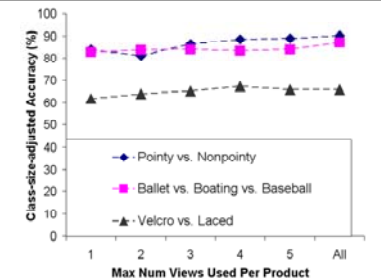 Class-size-adjusted Accuracy (%)
100
90
80
70
60
50
40
30
20
10
0
Pointy vs. Nonpointy
Ballet vs. Boating vs. Baseball
Velcro vs. Laced
1 2 3 4 5 All
Max Num Views Used Per Product